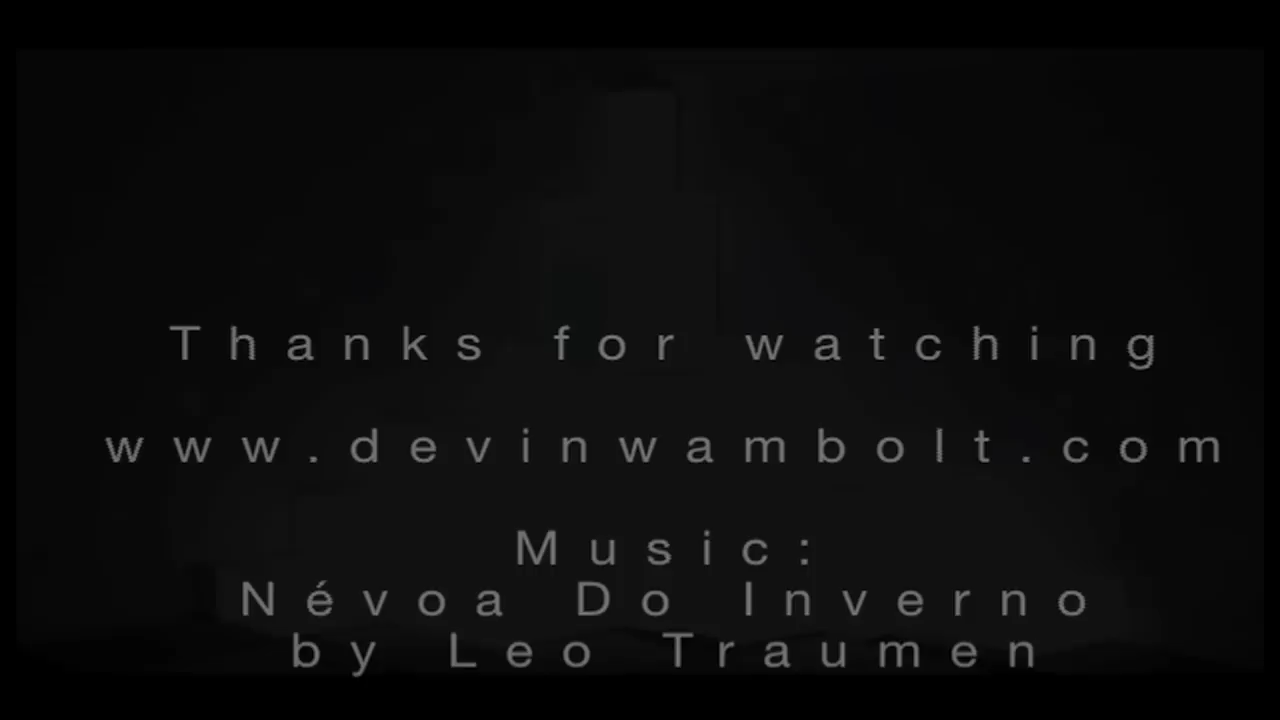 Thanks for watching
www.devinwambolt.com
Music:
Névoa Do Inverno
by Leo Traumen